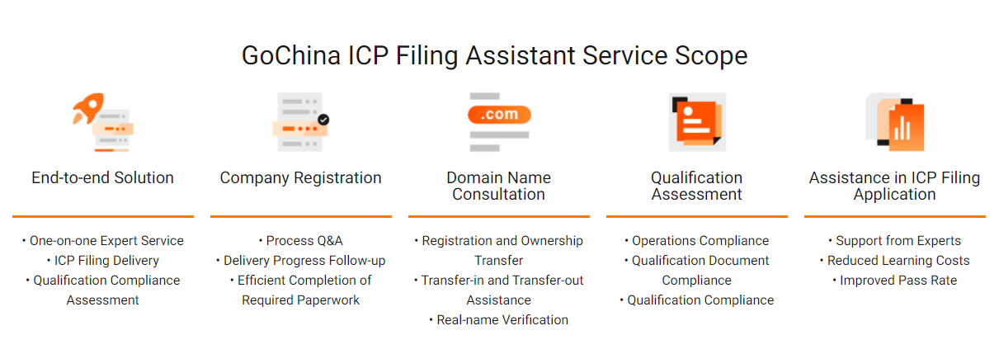 GoChina ICP Filing Assistant Service Scope
.com
End-to-end Solution
• One-on-one Expert Service
• ICP Filing Delivery
• Qualification Compliance
Assessment
Company Registration
• Process Q&A
• Delivery Progress Follow-up
• Efficient Completion of
Required Paperwork
Domain Name
Consultation
• Registration and Ownership
Transfer
• Transfer-in and Transfer-out
Assistance
• Real-name Verification
Qualification
Assessment
• Operations Compliance
• Qualification Document
Compliance
• Qualification Compliance
Assistance in ICP Filing
Application
• Support from Experts
• Reduced Learning Costs
• Improved Pass Rate